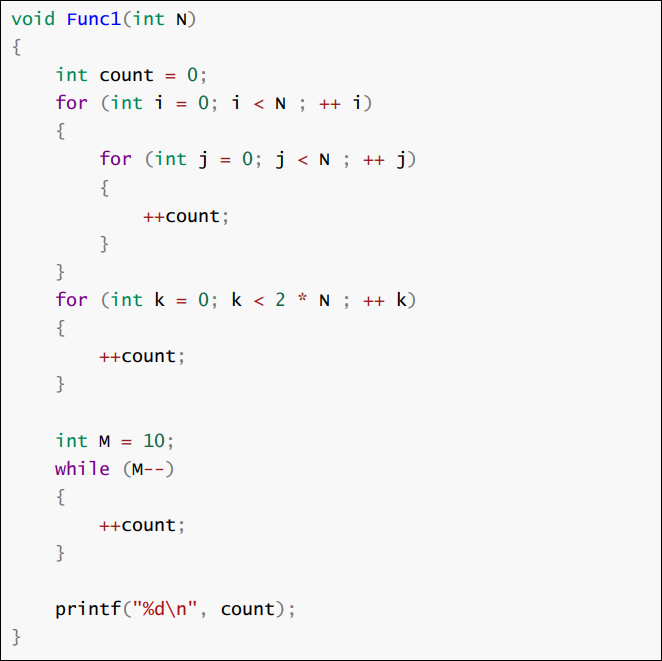 void Func1(int N)
{
    int count = 0;
    for (int i = 0; i < N ; ++ i)
    {
        for (int j = 0; j < N ; ++ j)
        {
            ++count;
        }
    }
    for (int k = 0; k < 2 * N ; ++ k)
    {
        ++count;
    }

    int M = 10;
    while (M--)
    {
        ++count;
    }

    printf("%d\n", count);
}